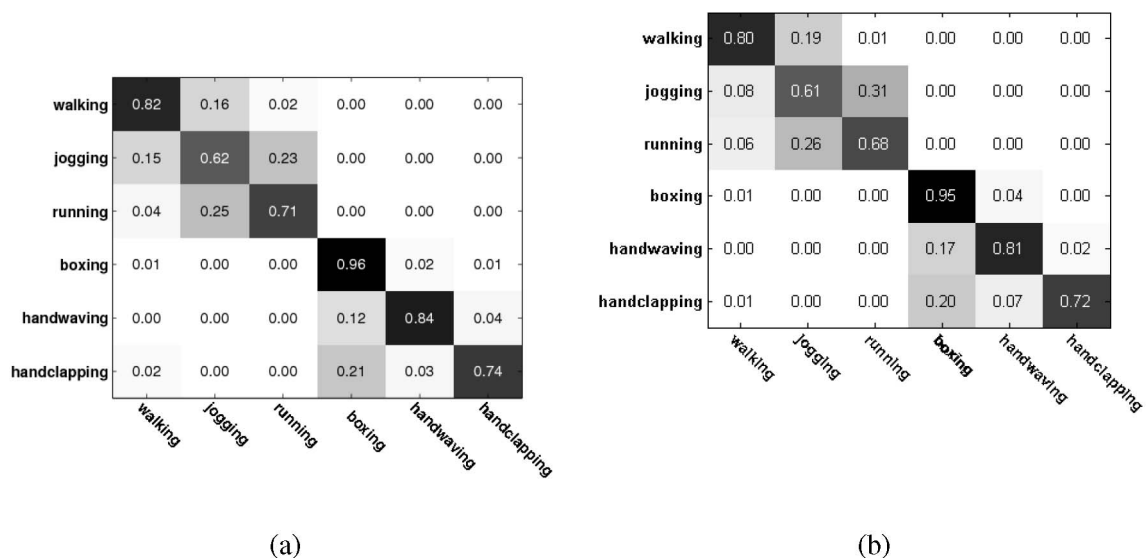 walking 0.82 0.16 0.02 0.00 0.00 0.00
jogging 0.15 0.62 0.23 0.00 0.00 0.00
running 0.04 0.25 0.71 0.00 0.00 0.00
boxing 0.01 0.00 0.00 0.96 0.02 0.01
handwaving 0.00 0.00 0.00 0.12 0.84 0.04
handclapping 0.02 0.00 0.00 0.21 0.03 0.74
walking jogging running boxing handwaving handclapping
(a)
walking 0.80 0.19 0.01 0.00 0.00 0.00
jogging 0.08 0.61 0.31 0.00 0.00 0.00
running 0.06 0.26 0.68 0.00 0.00 0.00
boxing 0.01 0.00 0.00 0.95 0.04 0.00
handwaving 0.00 0.00 0.00 0.17 0.81 0.02
handclapping 0.01 0.00 0.00 0.20 0.07 0.72
walking jogging running boxing handwaving handclapping
(b)